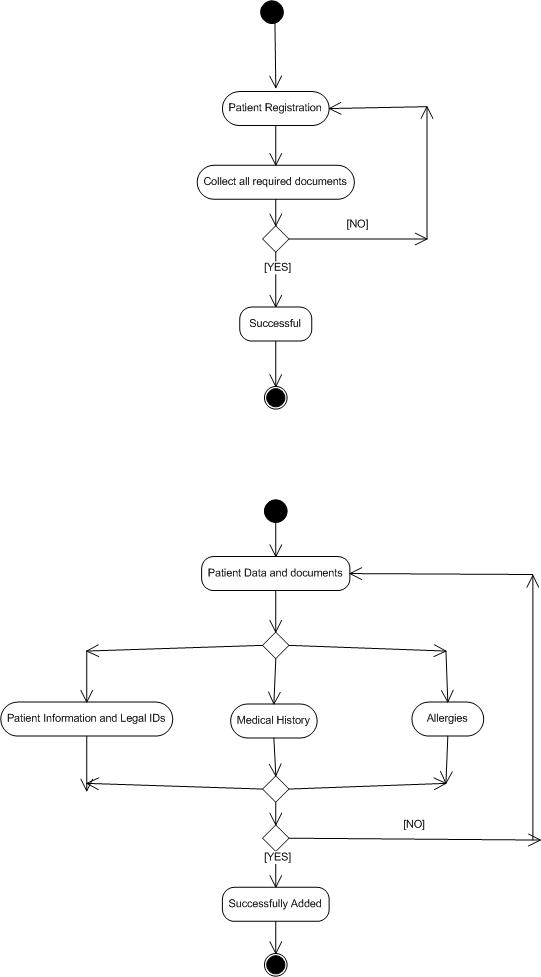 Patient Registration
Collect all required documents
[NO]
[YES]
Successful
Patient Data and documents
Patient Information and Legal IDs
Medical History
Allergies
[NO]
[YES]
Successfully Added